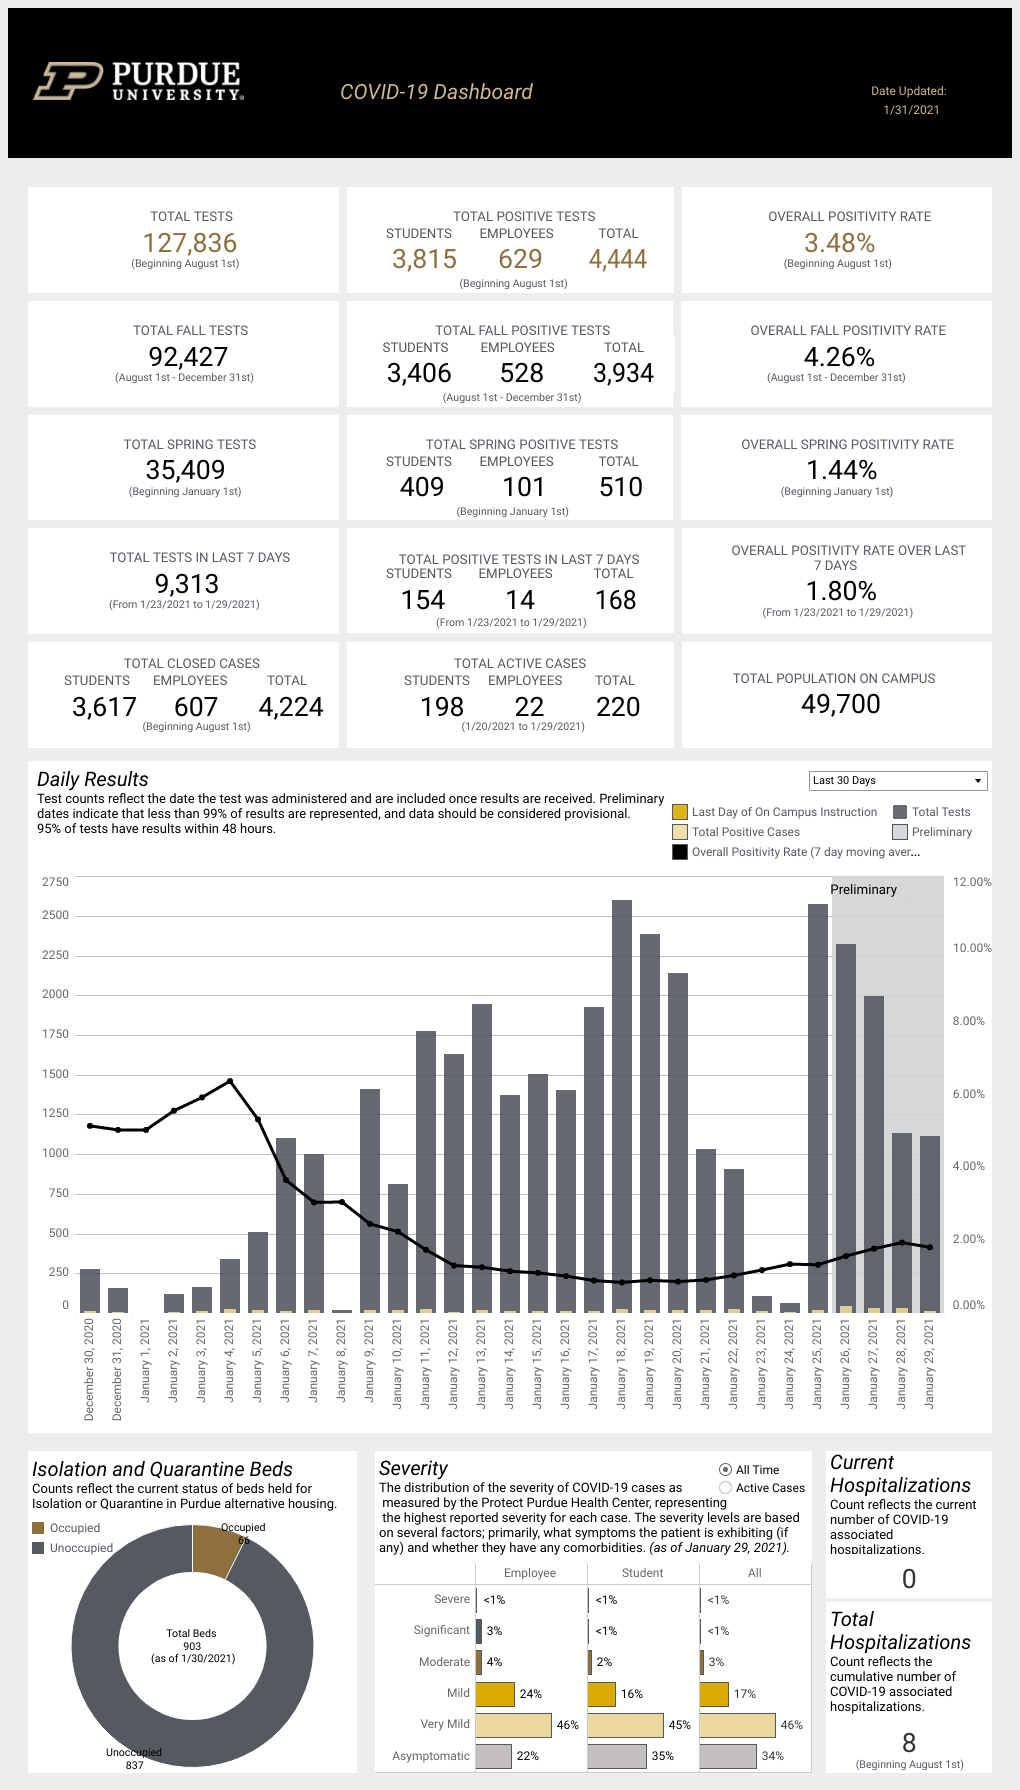 PURDUE
UNIVERSITY®
COVID-19 Dashboard
Date Updated:
1/31/2021
TOTAL TESTS
127,836
(Beginning August 1st)
TOTAL POSITIVE TESTS
STUDENTS EMPLOYEES TOTAL
3,815 629 4,444
(Beginning August 1st)
OVERALL POSITIVITY RATE
3.48%
(Beginning August 1st)
TOTAL FALL TESTS
92,427
(August 1st - December 31st)
TOTAL FALL POSITIVE TESTS
STUDENTS EMPLOYEES TOTAL
3,406 528 3,934
(August 1st - December 31st)
OVERALL FALL POSITIVITY RATE
4.26%
(August 1st - December 31st)
TOTAL SPRING TESTS
35,409
(Beginning January 1st)
TOTAL SPRING POSITIVE TESTS
STUDENTS EMPLOYEES TOTAL
409 101 510
(Beginning January 1st)
OVERALL SPRING POSITIVITY RATE
1.44%
(Beginning January 1st)
TOTAL TESTS IN LAST 7 DAYS
9,313
(From 1/23/2021 to 1/29/2021)
TOTAL POSITIVE TESTS IN LAST 7 DAYS
STUDENTS EMPLOYEES TOTAL
154 14 168
(From 1/23/2021 to 1/29/2021)
OVERALL POSITIVITY RATE OVER LAST
7 DAYS
1.80%
(From 1/23/2021 to 1/29/2021)
TOTAL CLOSED CASES
STUDENTS EMPLOYEES TOTAL
3,617 607 4,224
(Beginning August 1st)
TOTAL ACTIVE CASES
STUDENTS EMPLOYEES TOTAL
198 22 220
(1/20/2021 to 1/29/2021)
TOTAL POPULATION ON CAMPUS
49,700
Daily Results
Test counts reflect the date the test was administered and are included once results are received. Preliminary
dates indicate that less than 99% of results are represented, and data should be considered provisional.
95% of tests have results within 48 hours.
Last 30 Days
Last Day of On Campus Instruction
Total Tests
Total Positive Cases
Preliminary
Overall Positivity Rate (7 day moving aver...
Preliminary
2750
2500
2250
2000
1750
1500
1250
1000
750
500
250
0
12.00%
10.00%
8.00%
6.00%
4.00%
2.00%
0.00%
December 30, 2020
December 31, 2020
January 1, 2021
January 2, 2021
January 3, 2021
January 4, 2021
January 5, 2021
January 6, 2021
January 7, 2021
January 8, 2021
January 9, 2021
January 10, 2021
January 11, 2021
January 12, 2021
January 13, 2021
January 14, 2021
January 15, 2021
January 16, 2021
January 17, 2021
January 18, 2021
January 19, 2021
January 20, 2021
January 21, 2021
January 22, 2021
January 23, 2021
January 24, 2021
January 25, 2021
January 26, 2021
January 27, 2021
January 28, 2021
January 29, 2021
Isolation and Quarantine Beds
Counts reflect the current status of beds held for
Isolation or Quarantine in Purdue alternative housing.
Occupied
Unoccupied
Occupied
66
Total Beds
903
(as of 1/30/2021)
Unoccupied
837
Severity
All Time
Active Cases
The distribution of the severity of COVID-19 cases as
measured by the Protect Purdue Health Center, representing
the highest reported severity for each case. The severity levels are based
on several factors; primarily, what symptoms the patient is exhibiting (if
any) and whether they have any comorbidities. (as of January 29, 2021).
Employee Student All
Severe <1% <1% <1%
Significant 3% <1% <1%
Moderate 4% 2% 3%
Mild 24% 16% 17%
Very Mild 46% 45% 46%
Asymptomatic 22% 35% 34%
Current
Hospitalizations
Count reflects the current
number of COVID-19
associated
hospitalizations.
0
Total
Hospitalizations
Count reflects the
cumulative number of
COVID-19 associated
hospitalizations.
8
(Beginning August 1st)